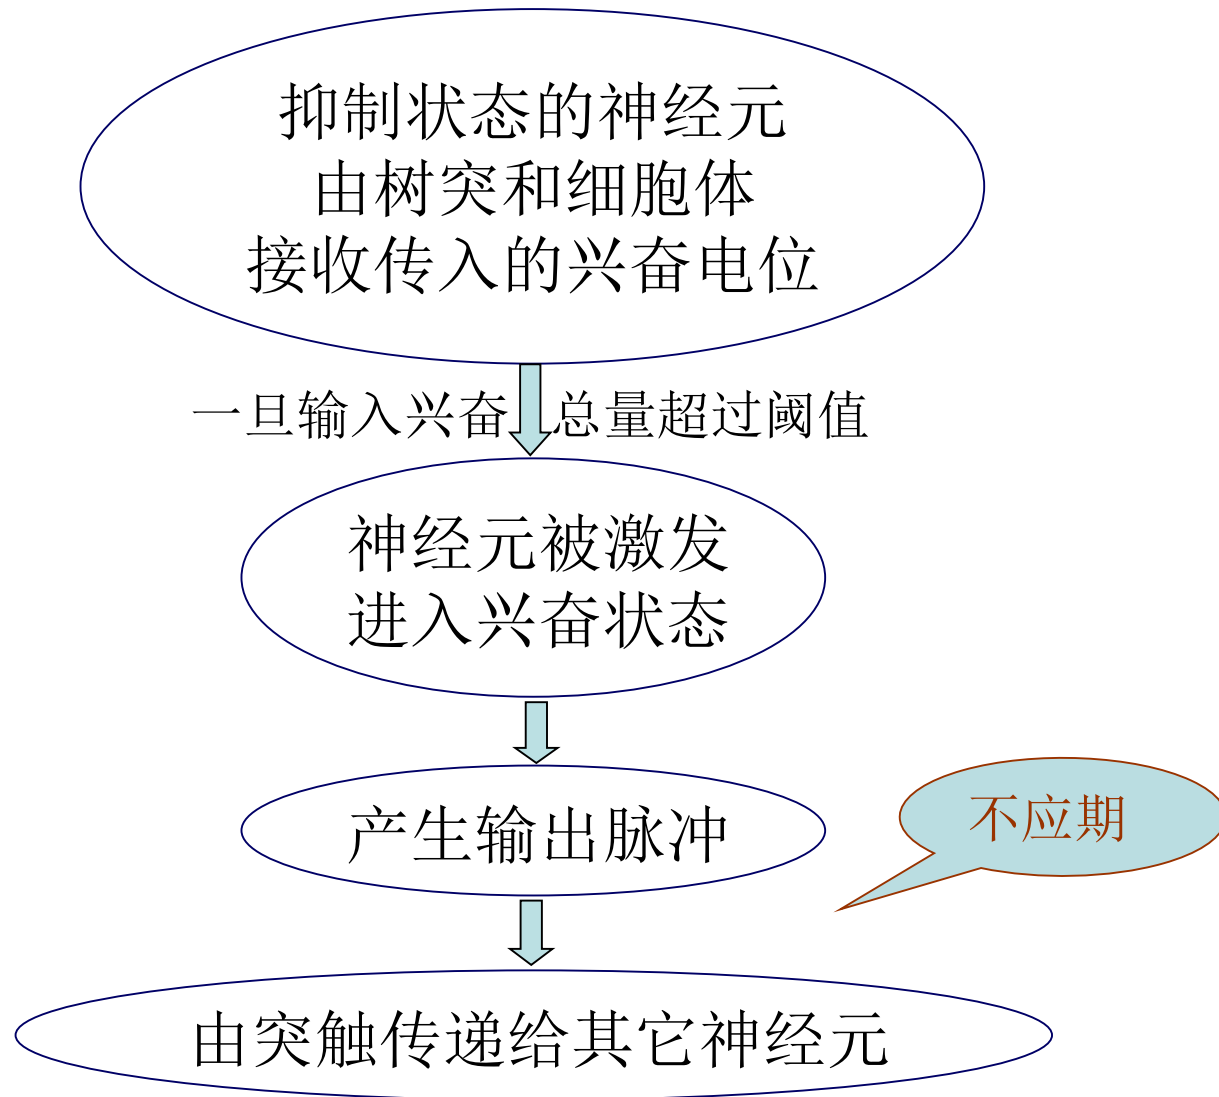 抑制状态的神经元
由树突和细胞体
接收传入的兴奋电位
一旦输入兴奋 总量超过阈值
神经元被激发
进入兴奋状态
产生输出脉冲
不应期
由突触传递给其它神经元